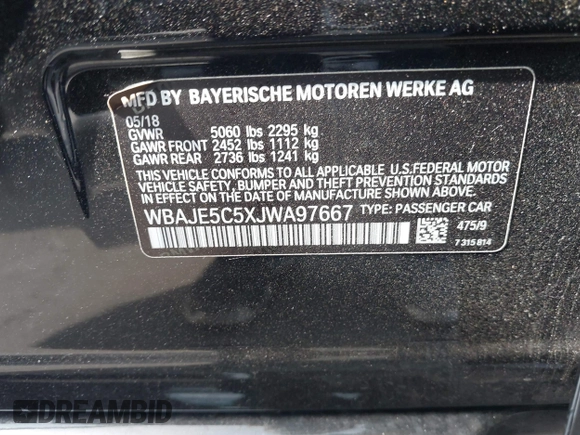 MFD BY BAYERISCHE MOTOREN WERKE AG
05/18
GVWR 5060 lbs 2295 kg
GAWR FRONT 2452 lbs 1112 kg
GAWR REAR 2736 lbs 1241 kg
THIS VEHICLE CONFORMS TO ALL APPLICABLE U.S.FEDERAL MOTOR
VEHICLE SAFETY, BUMPER AND THEFT PREVENTION STANDARDS
IN EFFECT ON THE DATE OF MANUFACTURE SHOWN ABOVE.
WBAJE5C5XJWA97667 TYPE: PASSENGER CAR
475/9
7 315 814
DREAMBID